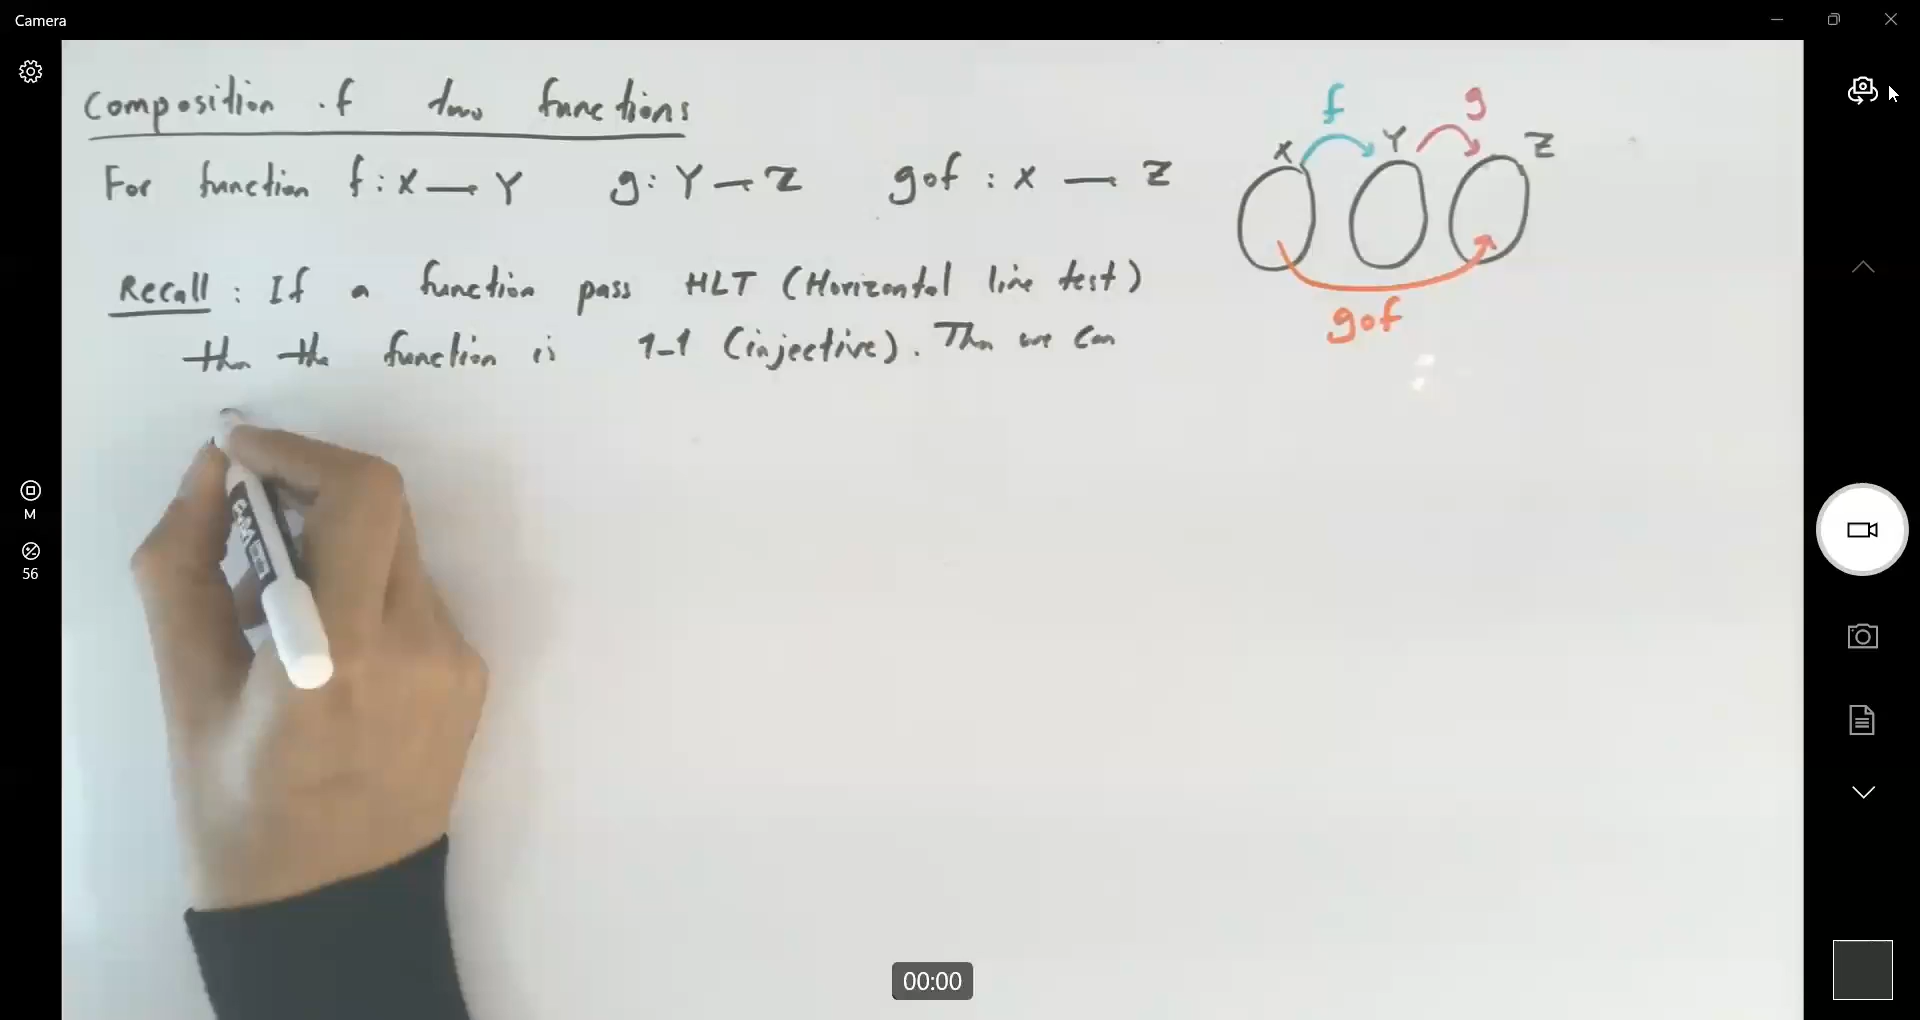 Camera
Composition of two functions
For function f : X → Y g : Y → Z gof : X → Z
Recall : If a function pass HLT (Horizontal line test)
then the function is 1-1 (injective). Then we can
f
g
X
Y
Z
gof
M
56
00:00